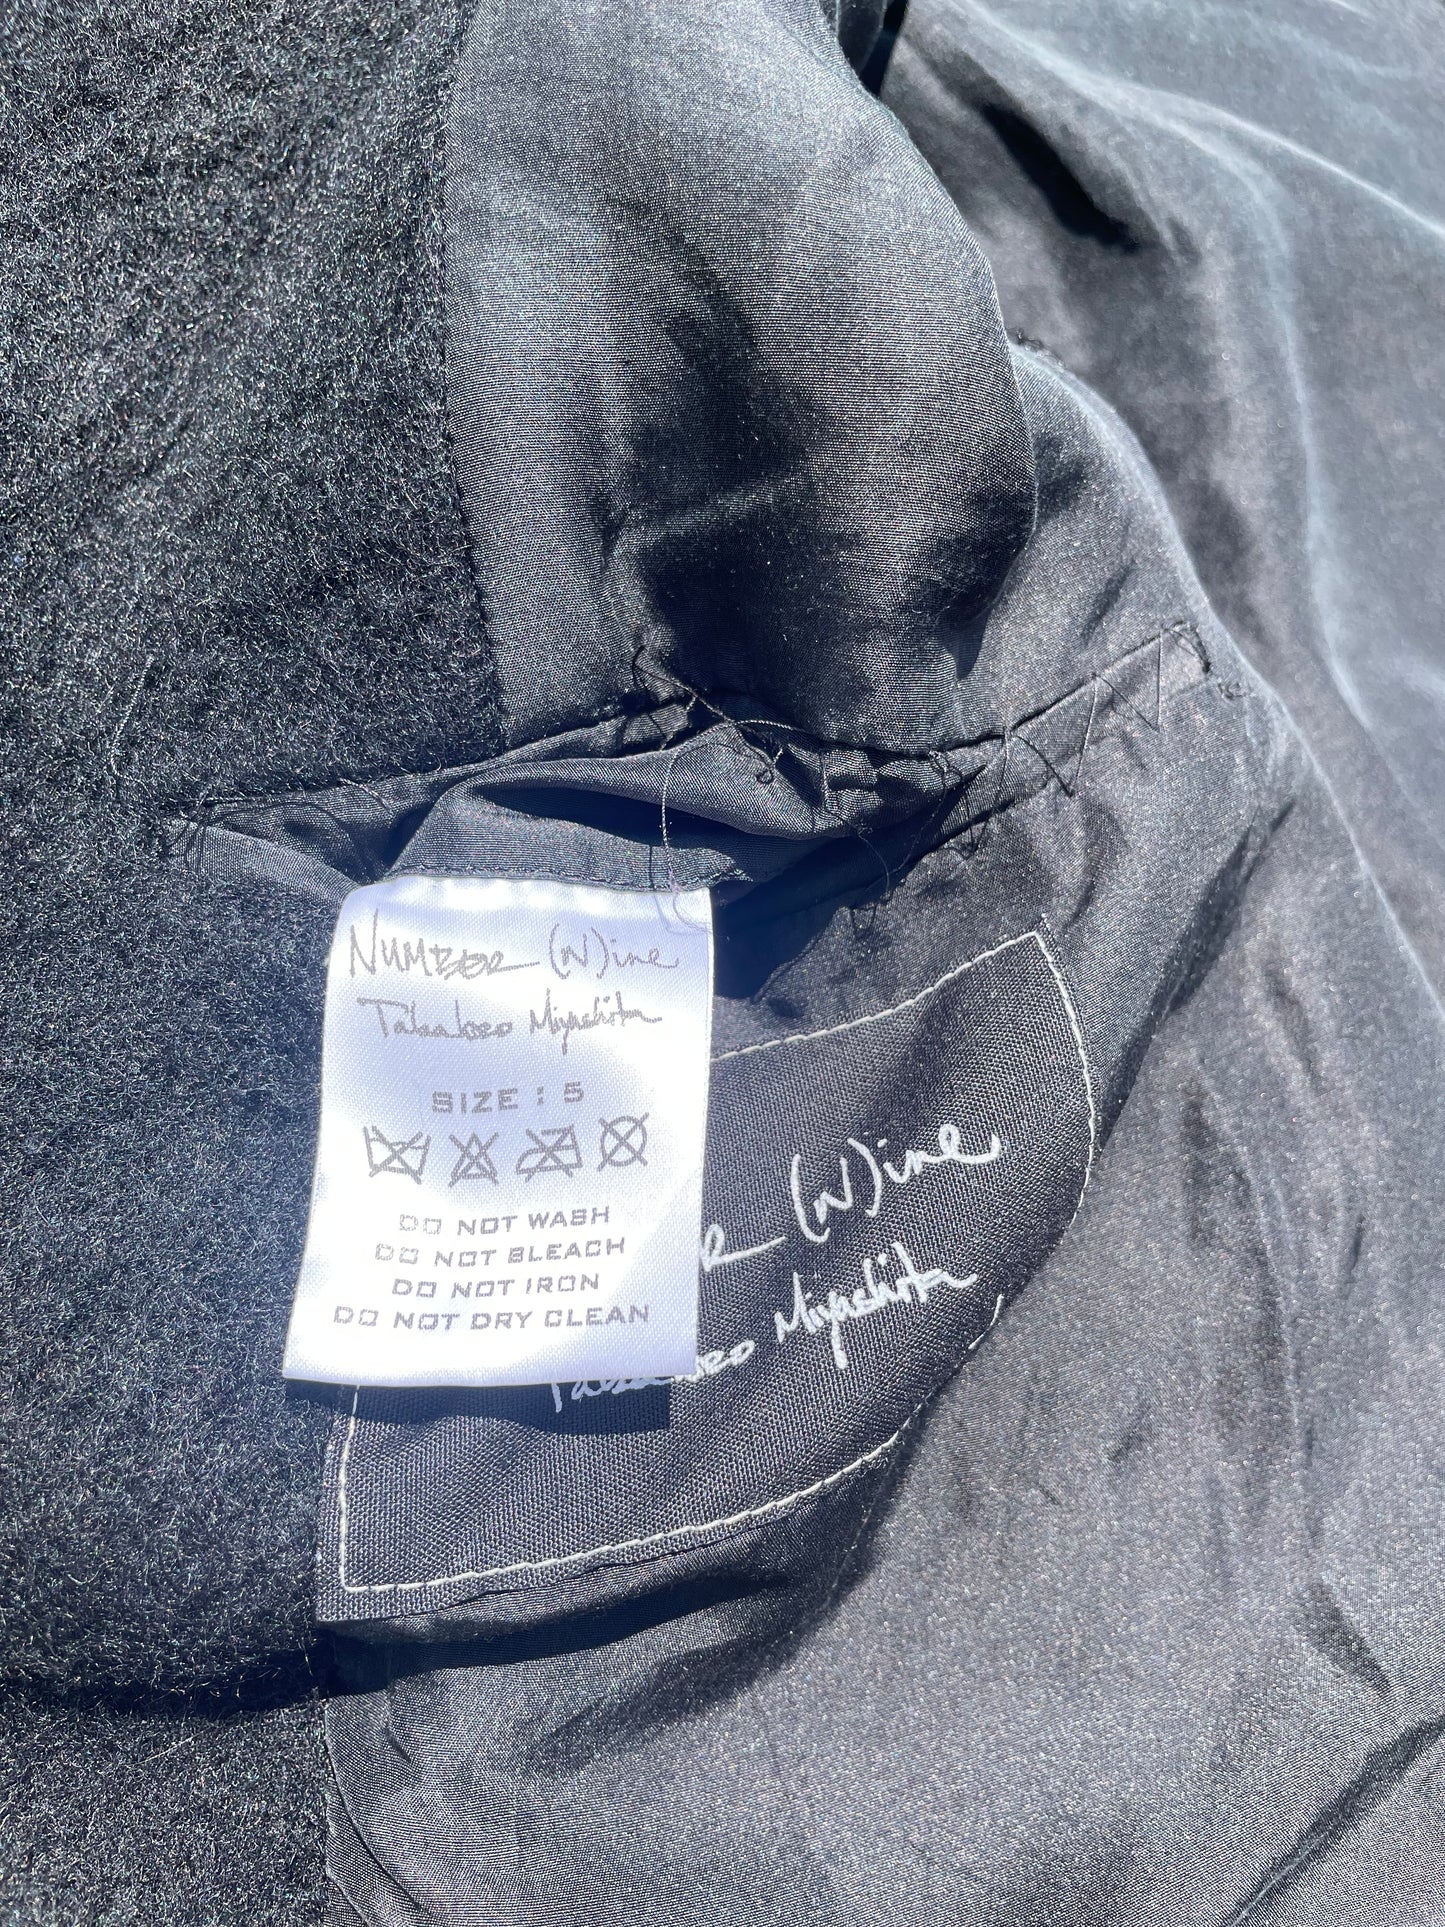 NUMBER (N)ine
Takahiro Miyashita
SIZE : 5
DO NOT WASH
DO NOT BLEACH
DO NOT IRON
DO NOT DRY CLEAN
R (N)ine
Miyashita